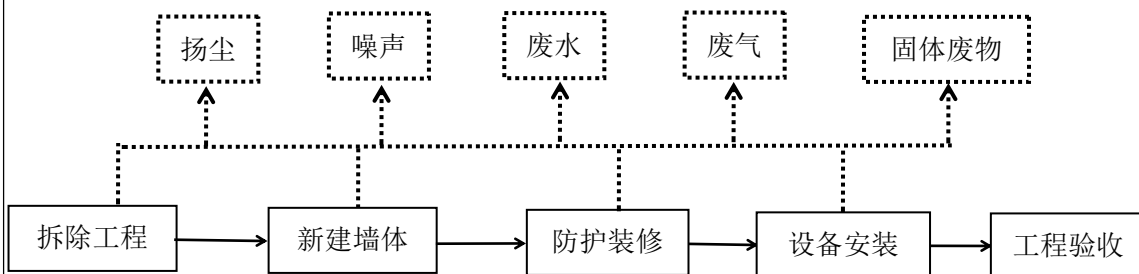 扬尘
噪声
废水
废气
固体废物
拆除工程
新建墙体
防护装修
设备安装
工程验收